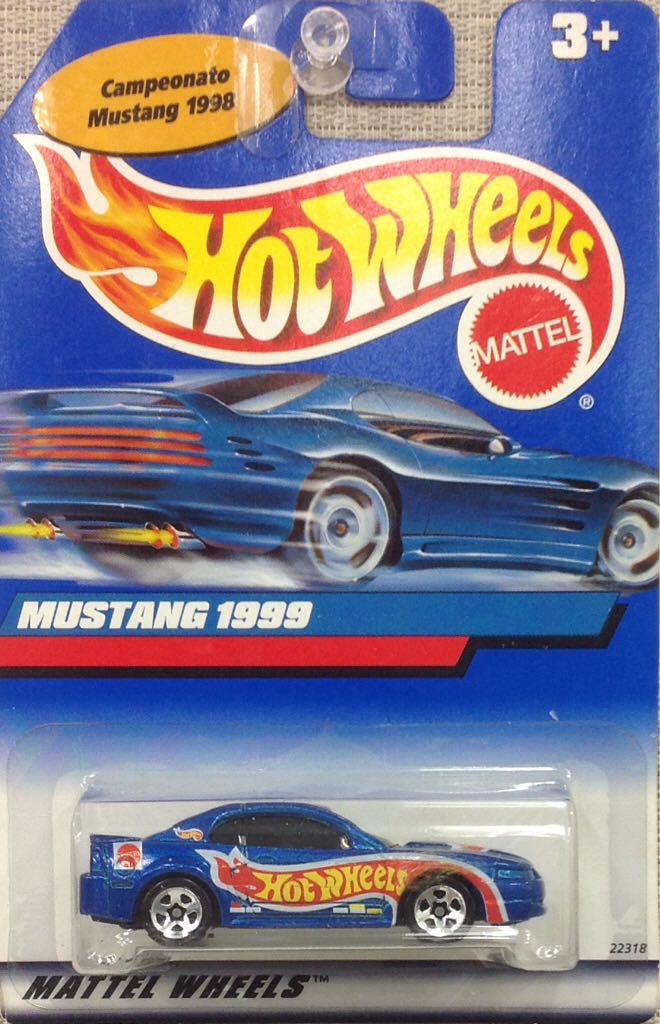 3+
Campeonato
Mustang 1998
Hot Wheels
MATTEL
®
MUSTANG 1999
Hot Wheels
22318
MATTEL WHEELS™